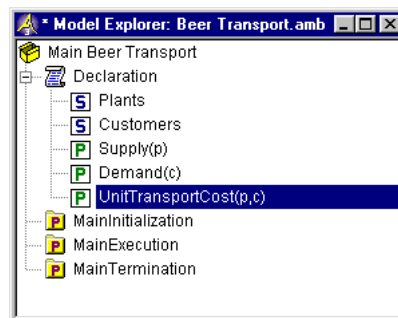 * Model Explorer: Beer Transport.amb
Main Beer Transport
Declaration
S Plants
S Customers
P Supply(p)
P Demand(c)
P UnitTransportCost(p,c)
P MainInitialization
P MainExecution
P MainTermination